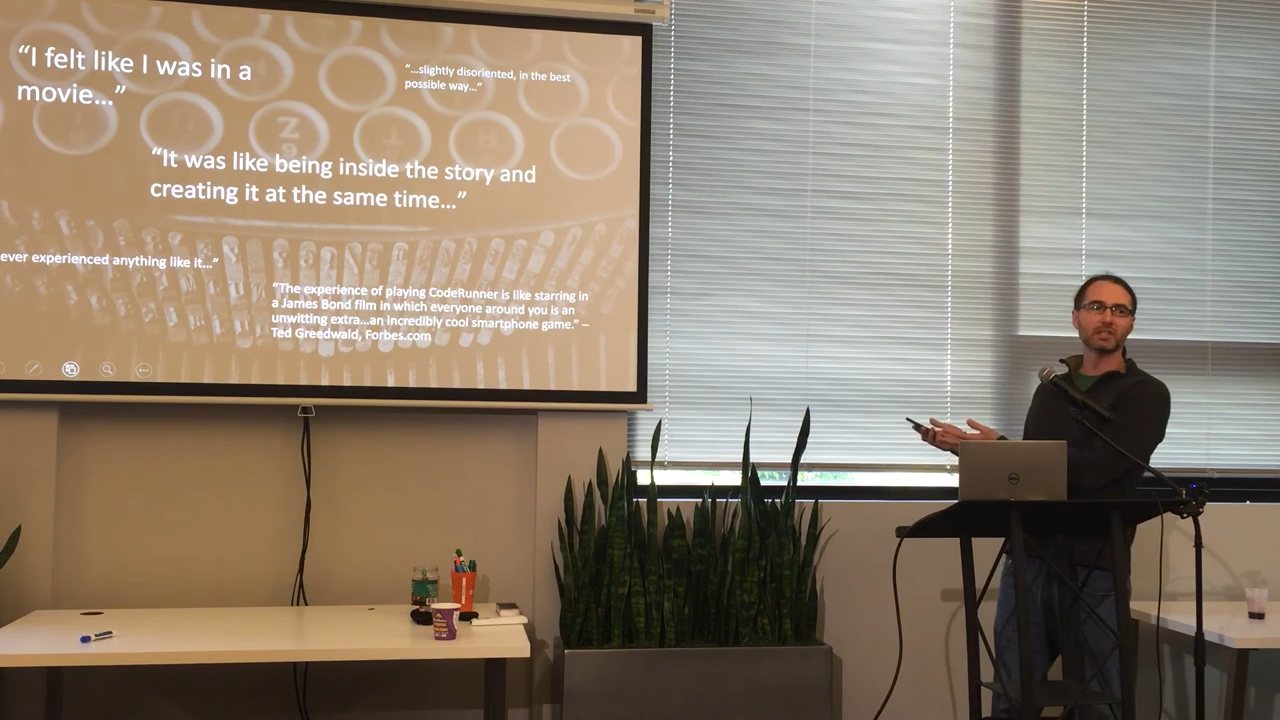 “I felt like I was in a
movie...”
“...slightly disoriented, in the best
possible way...”
“It was like being inside the story and
creating it at the same time...”
ever experienced anything like it...”
“The experience of playing CodeRunner is like starring in
a James Bond film in which everyone around you is an
unwitting extra...an incredibly cool smartphone game.” –
Ted Greedwald, Forbes.com
Z
DELL